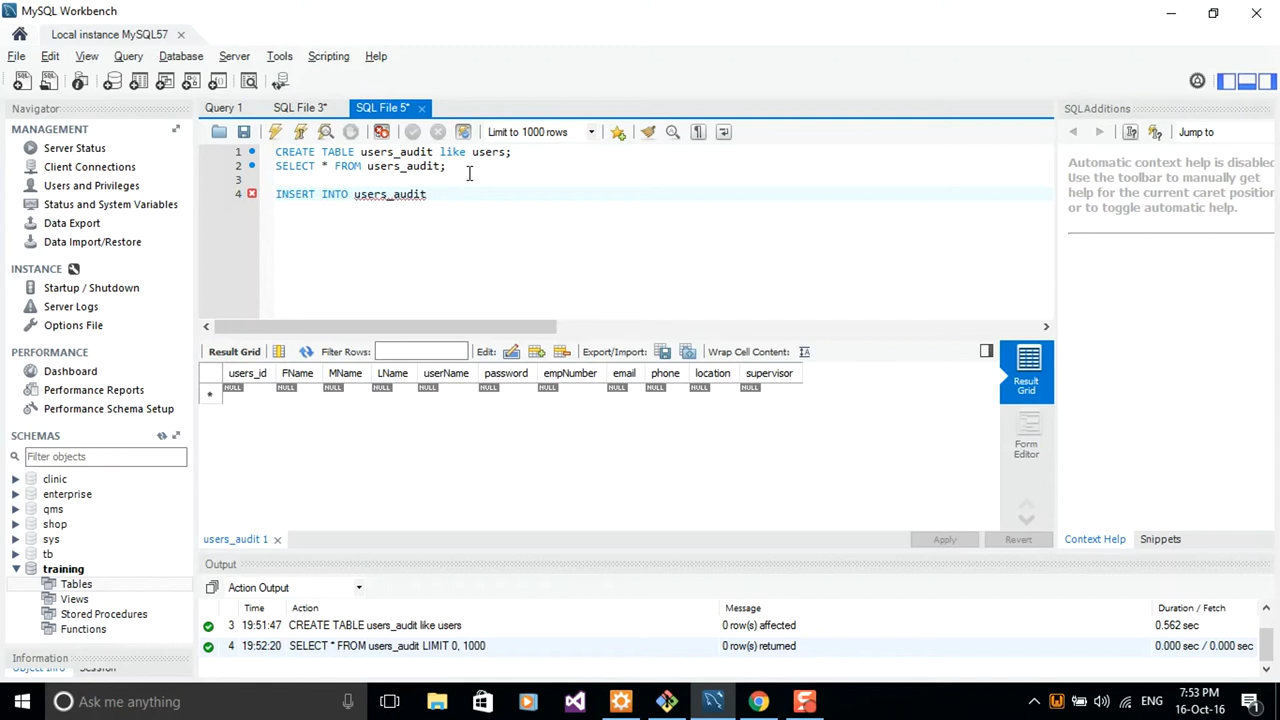 MySQL Workbench
Local instance MySQL57
File Edit View Query Database Server Tools Scripting Help
Query 1 SQL File 3* SQL File 5*
Limit to 1000 rows
Navigator
MANAGEMENT
Server Status
Client Connections
Users and Privileges
Status and System Variables
Data Export
Data Import/Restore
INSTANCE
Startup / Shutdown
Server Logs
Options File
PERFORMANCE
Dashboard
Performance Reports
Performance Schema Setup
SCHEMAS
Filter objects
clinic
enterprise
qms
shop
sys
tb
training
Tables
Views
Stored Procedures
Functions
Information
Object Info Session
1 CREATE TABLE users_audit like users;
2 SELECT * FROM users_audit;
3
4 INSERT INTO users_audit
Result Grid Filter Rows: Edit: Export/Import: Wrap Cell Content:
users_id FName MName LName userName password empNumber email phone location supervisor
NULL NULL NULL NULL NULL NULL NULL NULL NULL NULL NULL
Result Grid
Form Editor
users_audit 1
Apply Revert
SQLAdditions
Jump to
Automatic context help is disabled
Use the toolbar to manually get
help for the current caret position
or to toggle automatic help.
Context Help Snippets
Output
Action Output
Time Action Message Duration / Fetch
3 19:51:47 CREATE TABLE users_audit like users 0 row(s) affected 0.562 sec
4 19:52:20 SELECT * FROM users_audit LIMIT 0, 1000 0 row(s) returned 0.000 sec / 0.000 sec
Ask me anything
ENG
7:53 PM
16-Oct-16
1